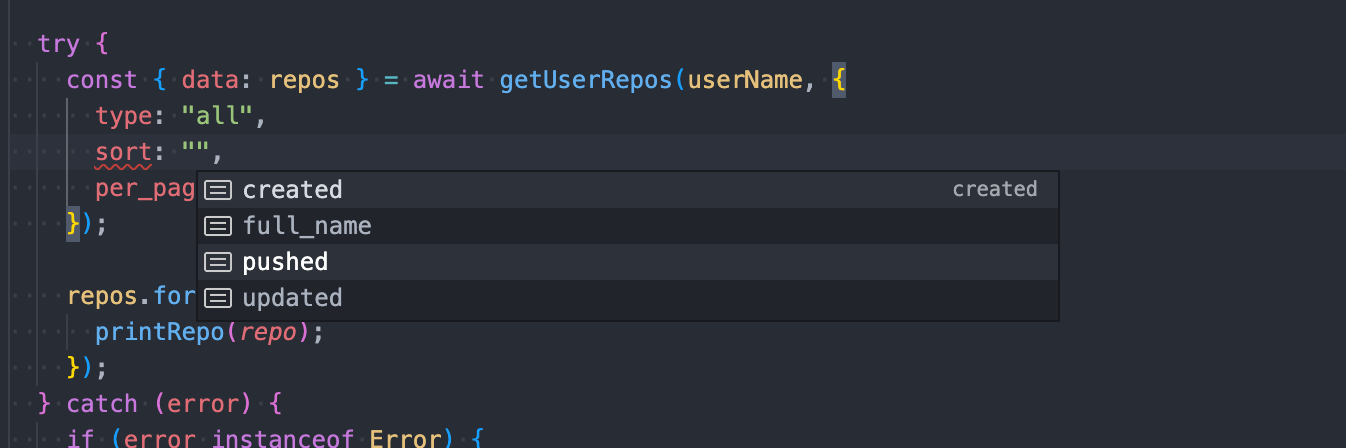 try {
const { data: repos } = await getUserRepos(userName, {
type: "all",
sort: "",
per_pag
created created
full_name
pushed
updated
});
repos.for
printRepo(repo);
});
} catch (error) {
if (error instanceof Error) {